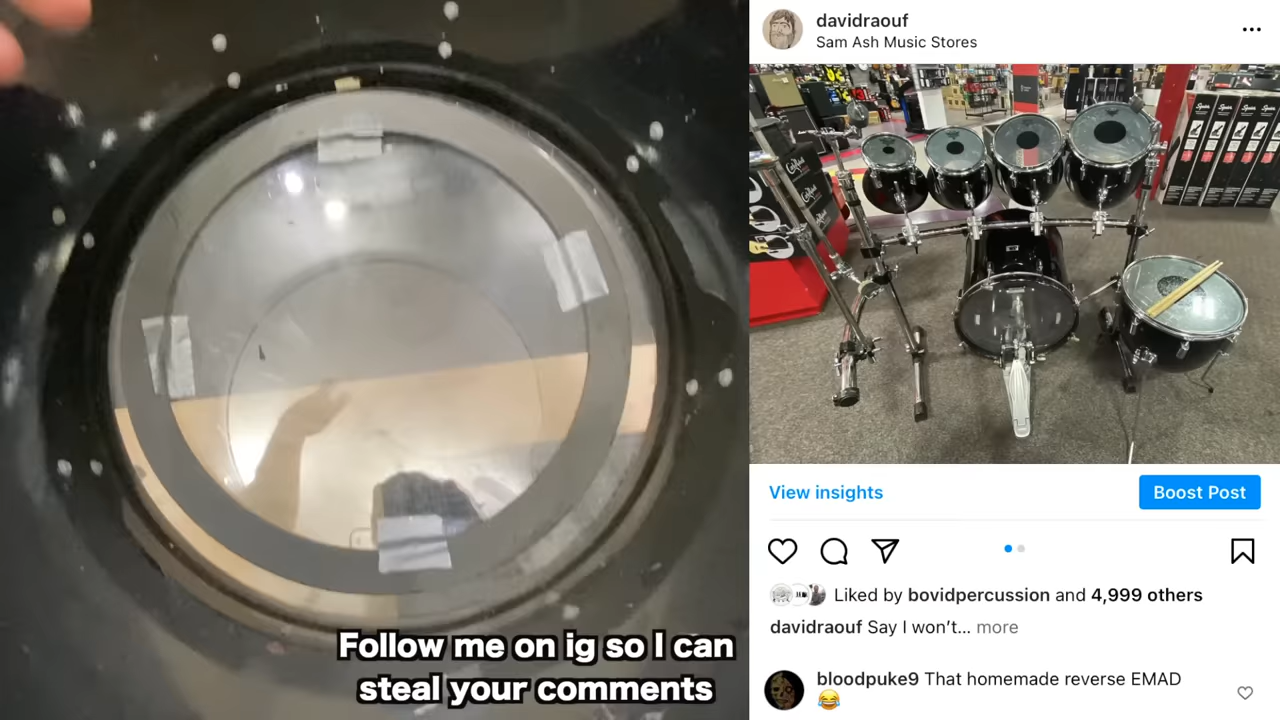 Follow me on ig so I can
steal your comments
davidraouf
Sam Ash Music Stores
View insights
Boost Post
Liked by bovidpercussion and 4,999 others
davidraouf Say I won't... more
bloodpuke9 That homemade reverse EMAD
😂